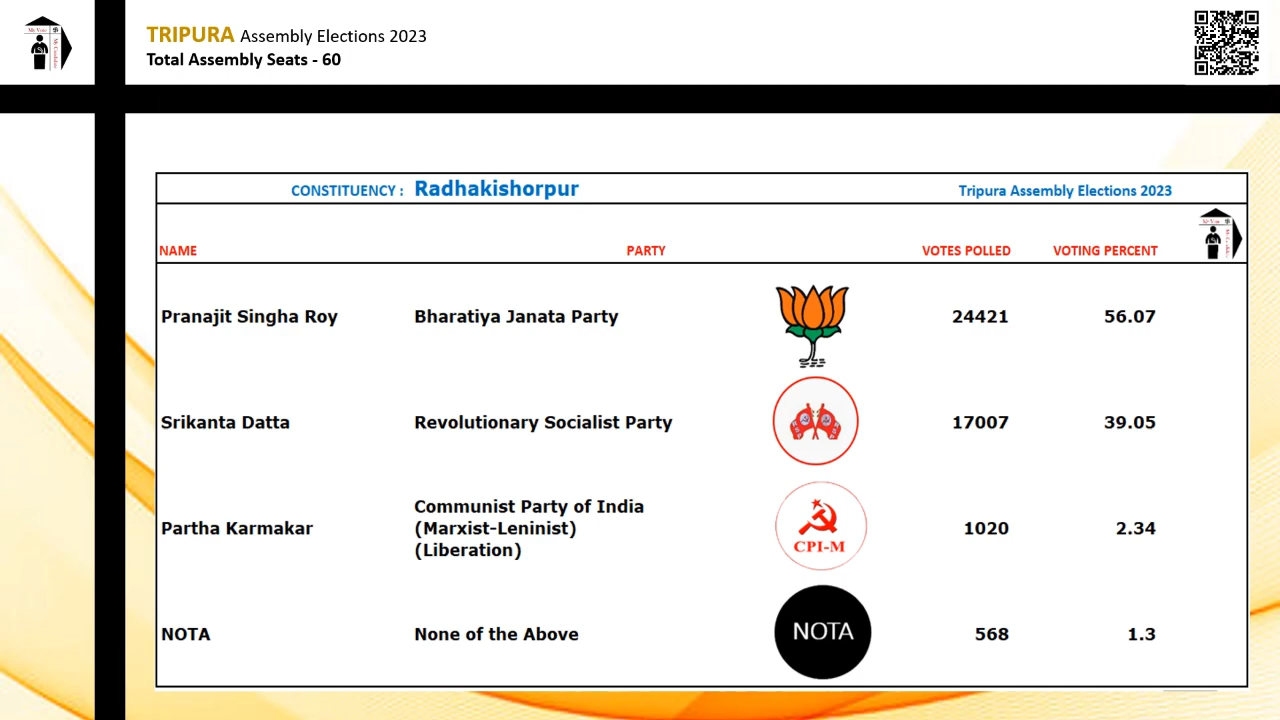 TRIPURA Assembly Elections 2023
Total Assembly Seats - 60
CONSTITUENCY : Radhakishorpur Tripura Assembly Elections 2023
NAME PARTY VOTES POLLED VOTING PERCENT
Pranajit Singha Roy Bharatiya Janata Party 24421 56.07
Srikanta Datta Revolutionary Socialist Party 17007 39.05
Partha Karmakar Communist Party of India
(Marxist-Leninist)
(Liberation) 1020 2.34
CPI-M
NOTA None of the Above NOTA 568 1.3